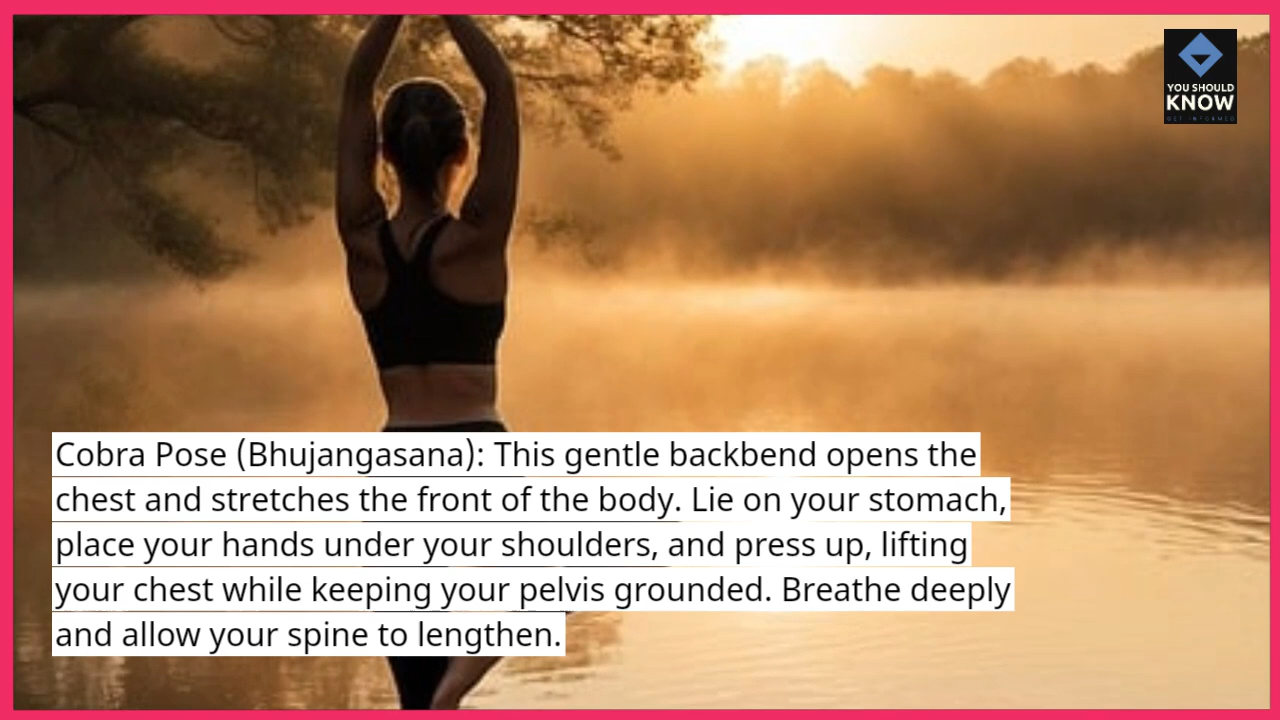 YOU SHOULD
KNOW
GET INFORMED
Cobra Pose (Bhujangasana): This gentle backbend opens the
chest and stretches the front of the body. Lie on your stomach,
place your hands under your shoulders, and press up, lifting
your chest while keeping your pelvis grounded. Breathe deeply
and allow your spine to lengthen.